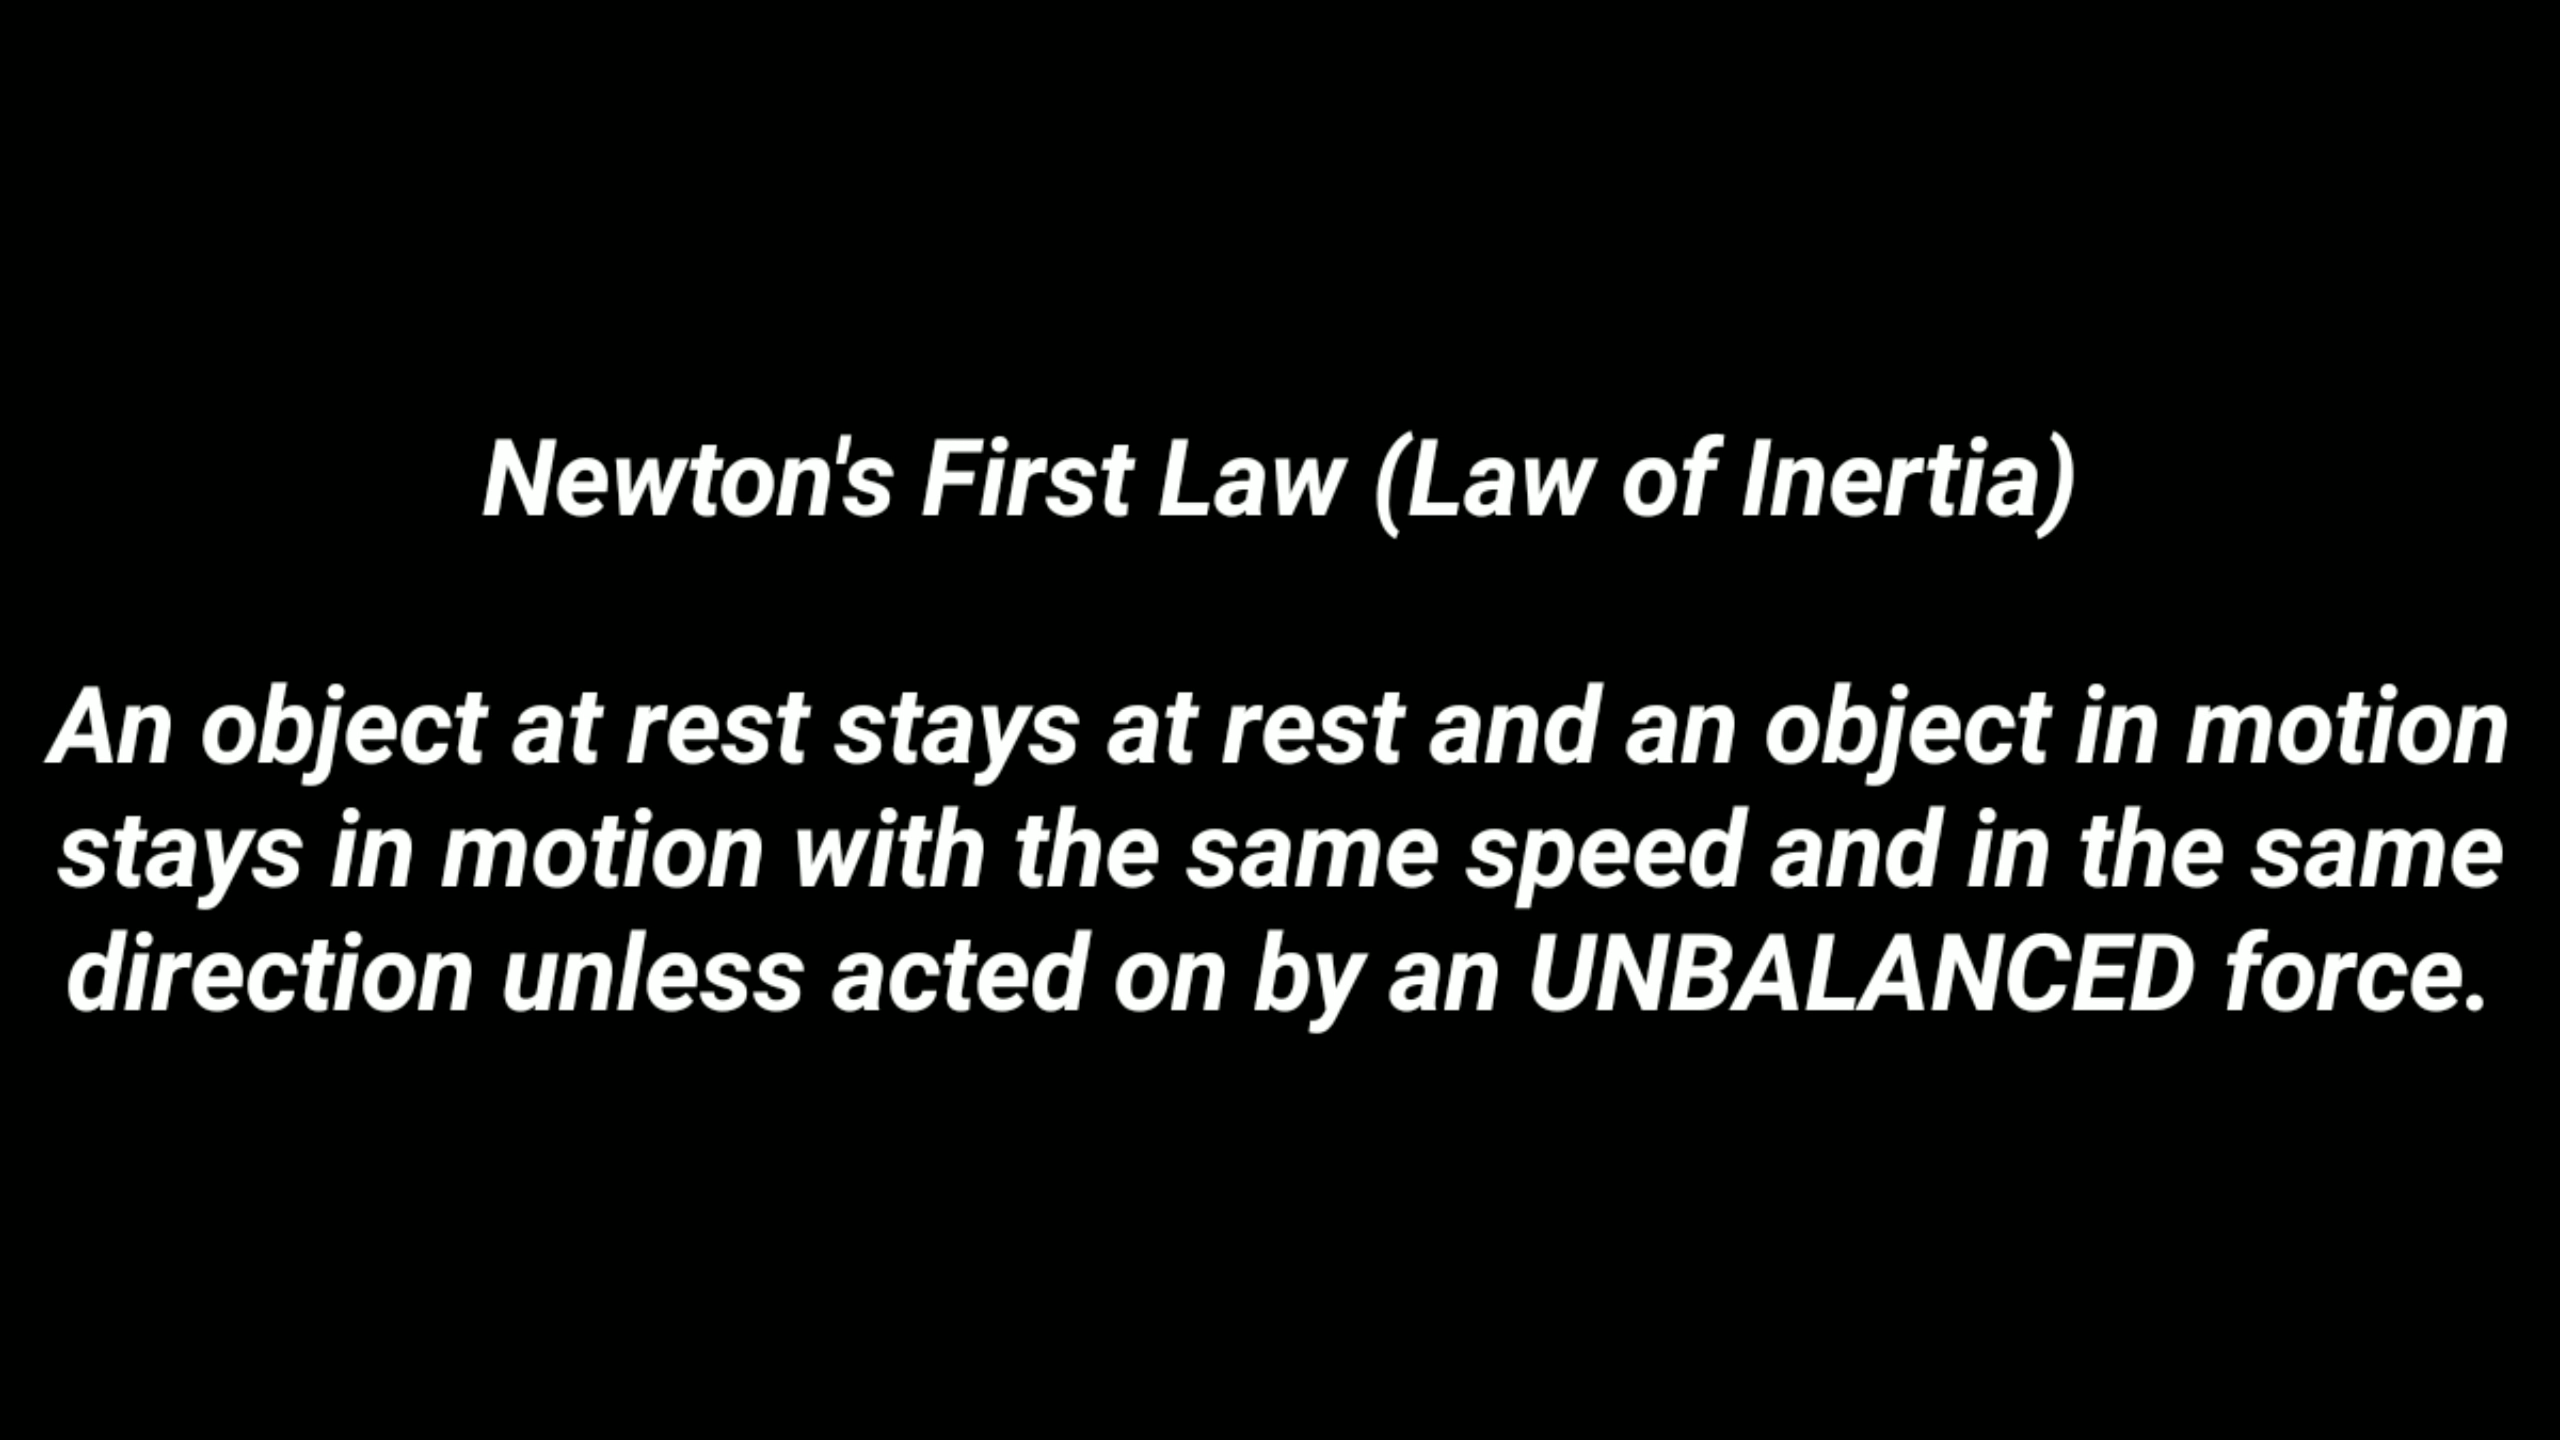 Newton's First Law (Law of Inertia)
An object at rest stays at rest and an object in motion
stays in motion with the same speed and in the same
direction unless acted on by an UNBALANCED force.